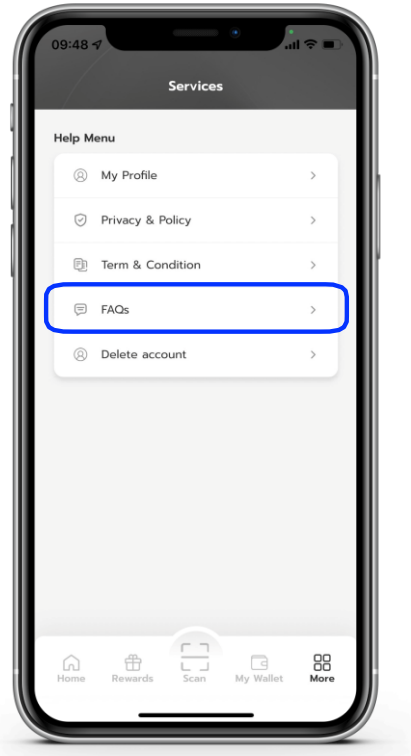 09:48
Services
Help Menu
My Profile
Privacy & Policy
Term & Condition
FAQs
Delete account
Home
Rewards
Scan
My Wallet
More